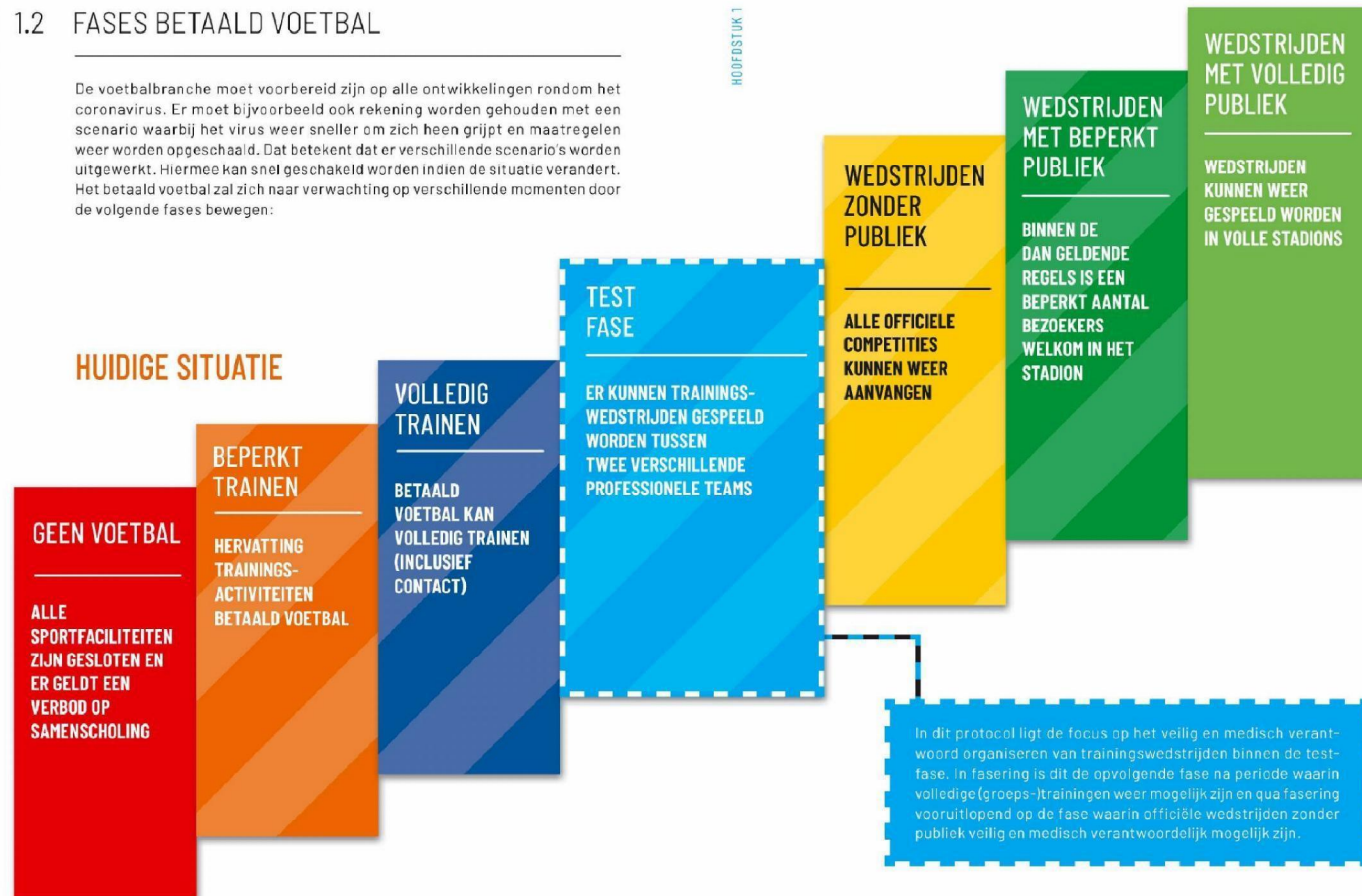 1.2 FASES BETAALD VOETBAL
De voetbalbranche moet voorbereid zijn op alle ontwikkelingen rondom het
coronavirus. Er moet bijvoorbeeld ook rekening worden gehouden met een
scenario waarbij het virus weer sneller om zich heen grijpt en maatregelen
weer worden opgeschaald. Dat betekent dat er verschillende scenario's worden
uitgewerkt. Hiermee kan snel geschakeld worden indien de situatie verandert.
Het betaald voetbal zal zich naar verwachting op verschillende momenten door
de volgende fases bewegen:
HOOFDSTUK 1
HUIDIGE SITUATIE
GEEN VOETBAL
ALLE
SPORTFACILITEITEN
ZIJN GESLOTEN EN
ER GELDT EEN
VERBOD OP
SAMENSCHOLING
BEPERKT
TRAINEN
HERVATTING
TRAININGS-
ACTIVITEITEN
BETAALD VOETBAL
VOLLEDIG
TRAINEN
BETAALD
VOETBAL KAN
VOLLEDIG TRAINEN
(INCLUSIEF
CONTACT)
TEST
FASE
ER KUNNEN TRAININGS-
WEDSTRIJDEN GESPEELD
WORDEN TUSSEN
TWEE VERSCHILLENDE
PROFESSIONELE TEAMS
WEDSTRIJDEN
ZONDER
PUBLIEK
ALLE OFFICIELE
COMPETITIES
KUNNEN WEER
AANVANGEN
WEDSTRIJDEN
MET BEPERKT
PUBLIEK
BINNEN DE
DAN GELDENDE
REGELS IS EEN
BEPERKT AANTAL
BEZOEKERS
WELKOM IN HET
STADION
WEDSTRIJDEN
MET VOLLEDIG
PUBLIEK
WEDSTRIJDEN
KUNNEN WEER
GESPEELD WORDEN
IN VOLLE STADIONS
In dit protocol ligt de focus op het veilig en medisch verant-
woord organiseren van trainingswedstrijden binnen de test-
fase. In fasering is dit de opvolgende fase na periode waarin
volledige (groeps-)trainingen weer mogelijk zijn en qua fasering
vooruitlopend op de fase waarin officiële wedstrijden zonder
publiek veilig en medisch verantwoordelijk mogelijk zijn.